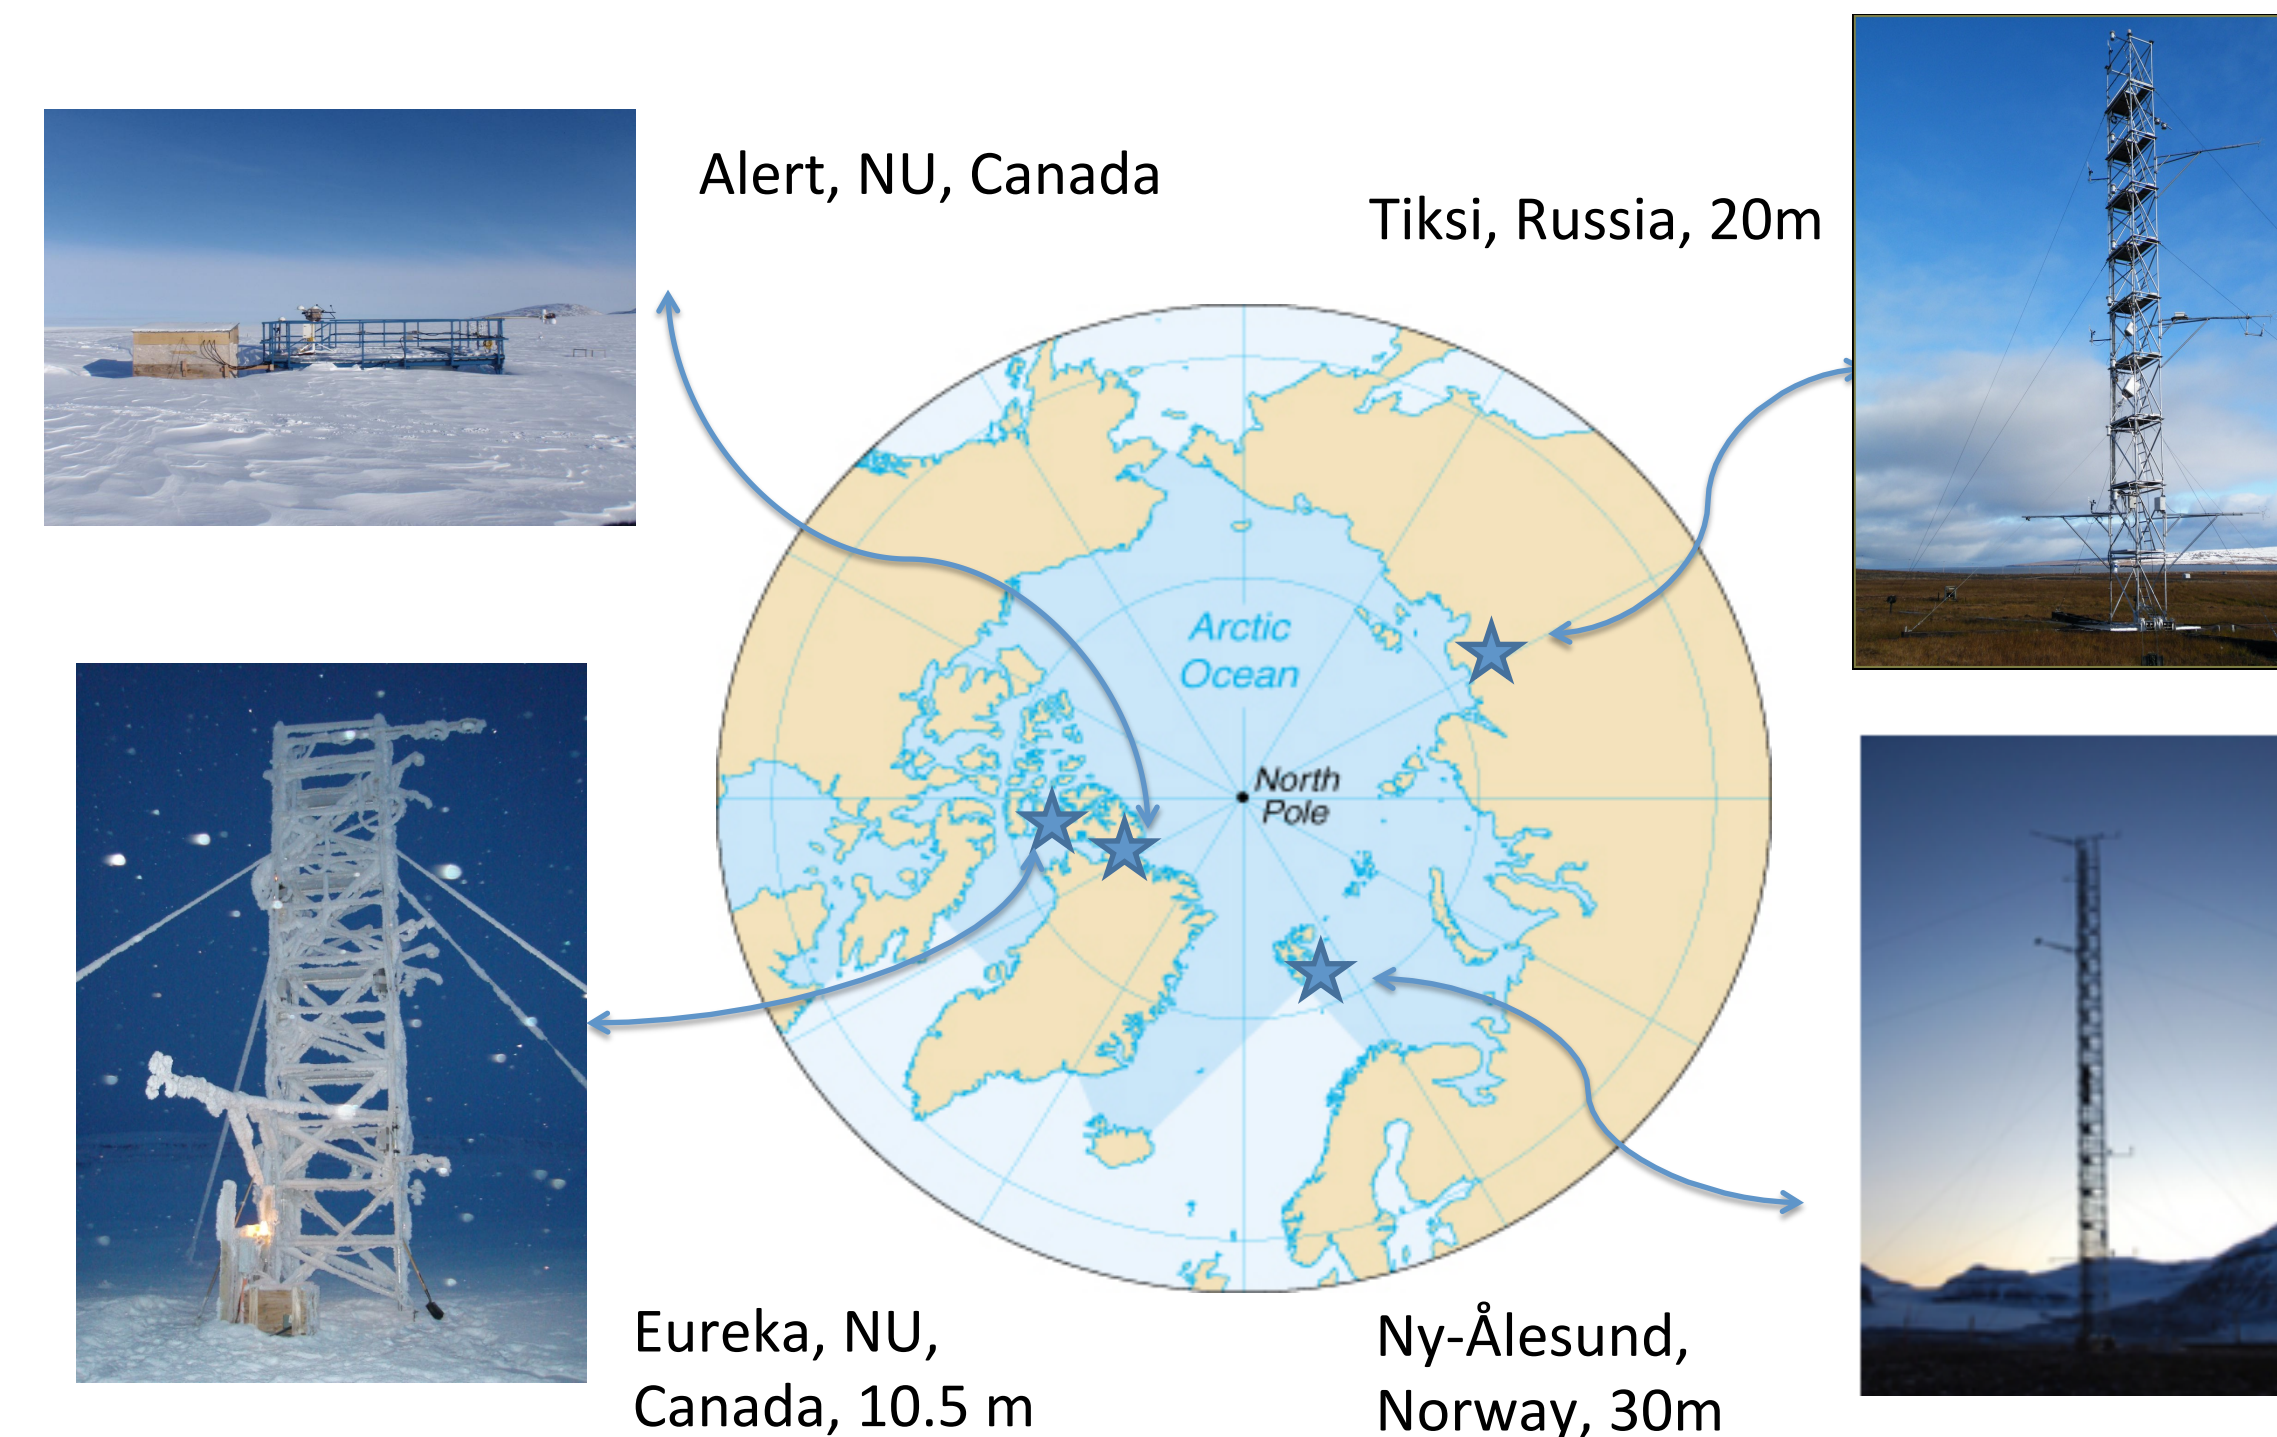 Alert, NU, Canada
Tiksi, Russia, 20m
Arctic
Ocean
North
Pole
Eureka, NU,
Canada, 10.5 m
Ny-Ålesund,
Norway, 30m